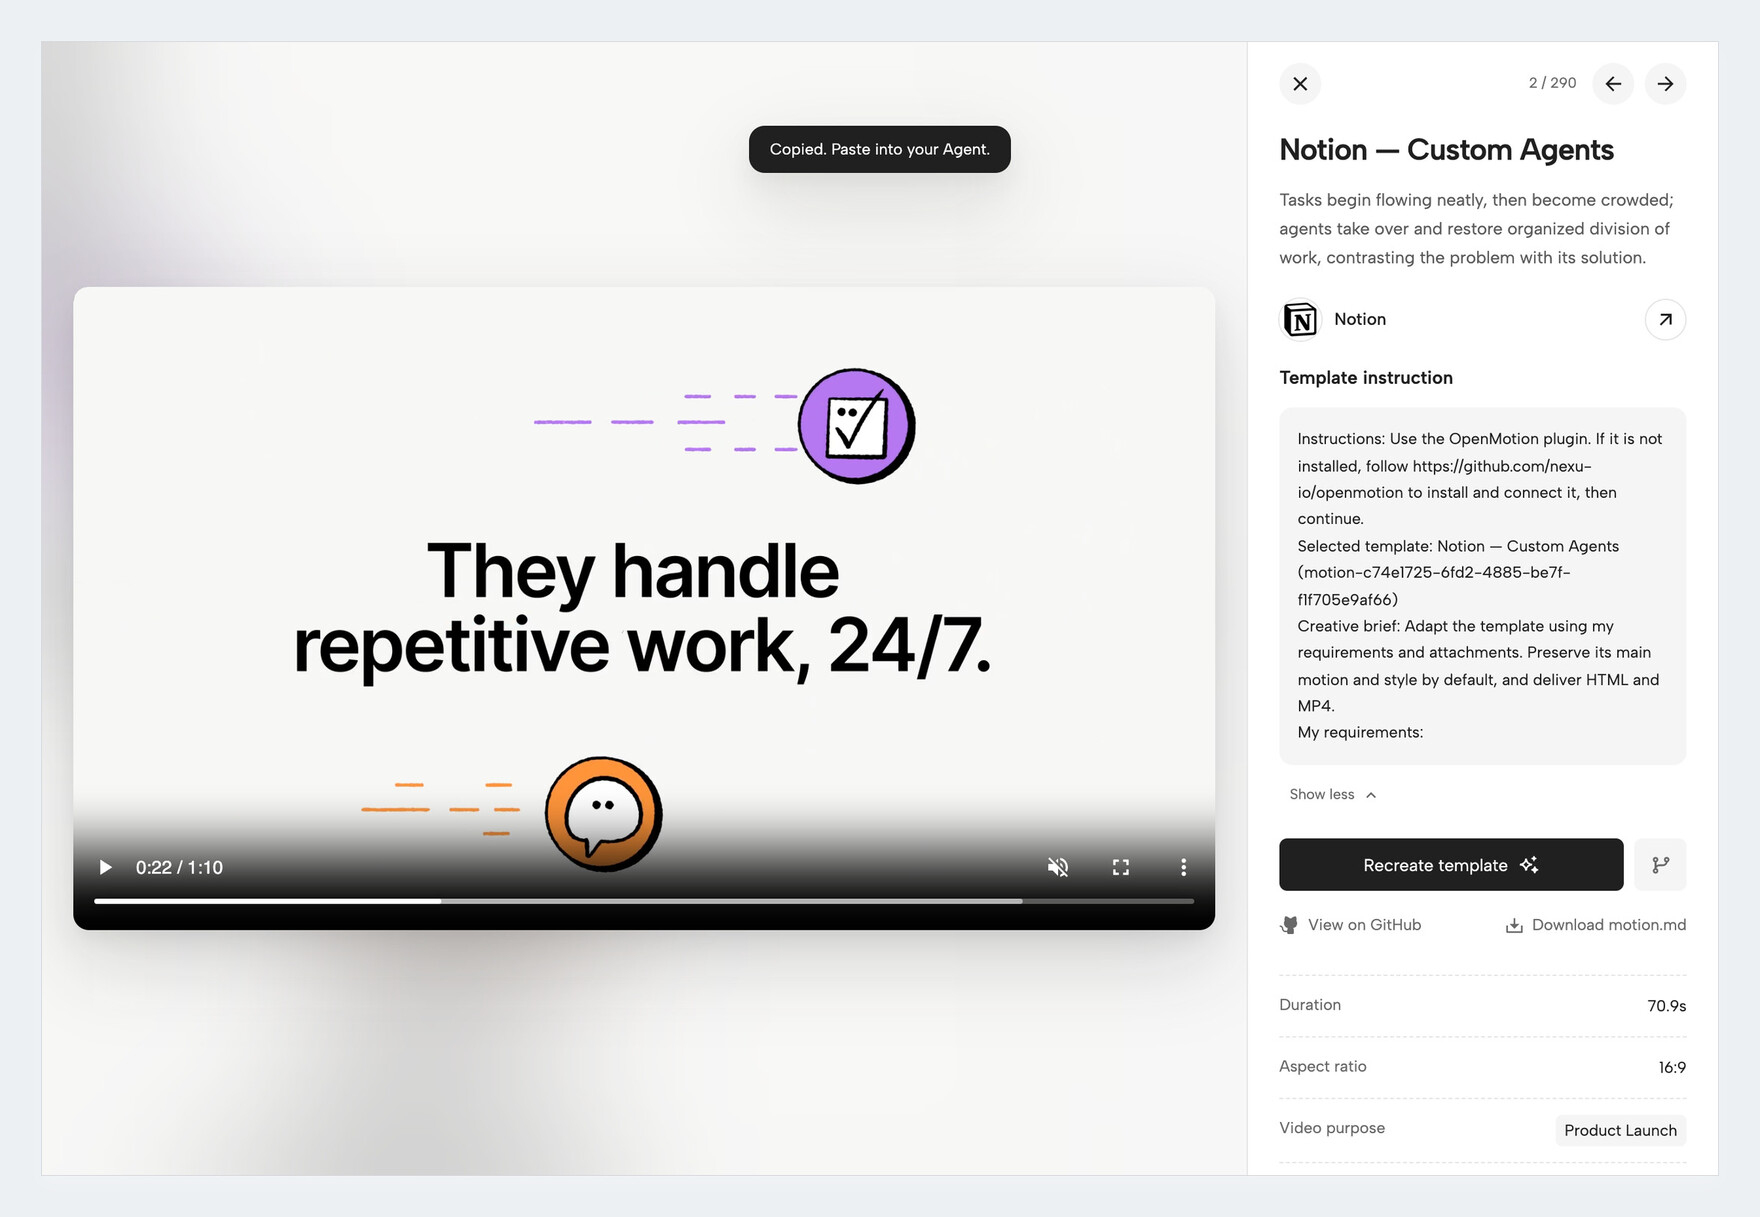 Copied. Paste into your Agent.
They handle
repetitive work, 24/7.
0:22 / 1:10
2 / 290
Notion — Custom Agents
Tasks begin flowing neatly, then become crowded;
agents take over and restore organized division of
work, contrasting the problem with its solution.
N
Notion
Template instruction
Instructions: Use the OpenMotion plugin. If it is not
installed, follow https://github.com/nexu-
io/openmotion to install and connect it, then
continue.
Selected template: Notion — Custom Agents
(motion-c74e1725-6fd2-4885-be7f-
f1f705e9af66)
Creative brief: Adapt the template using my
requirements and attachments. Preserve its main
motion and style by default, and deliver HTML and
MP4.
My requirements:
Show less
Recreate template
View on GitHub
Download motion.md
Duration
70.9s
Aspect ratio
16:9
Video purpose
Product Launch